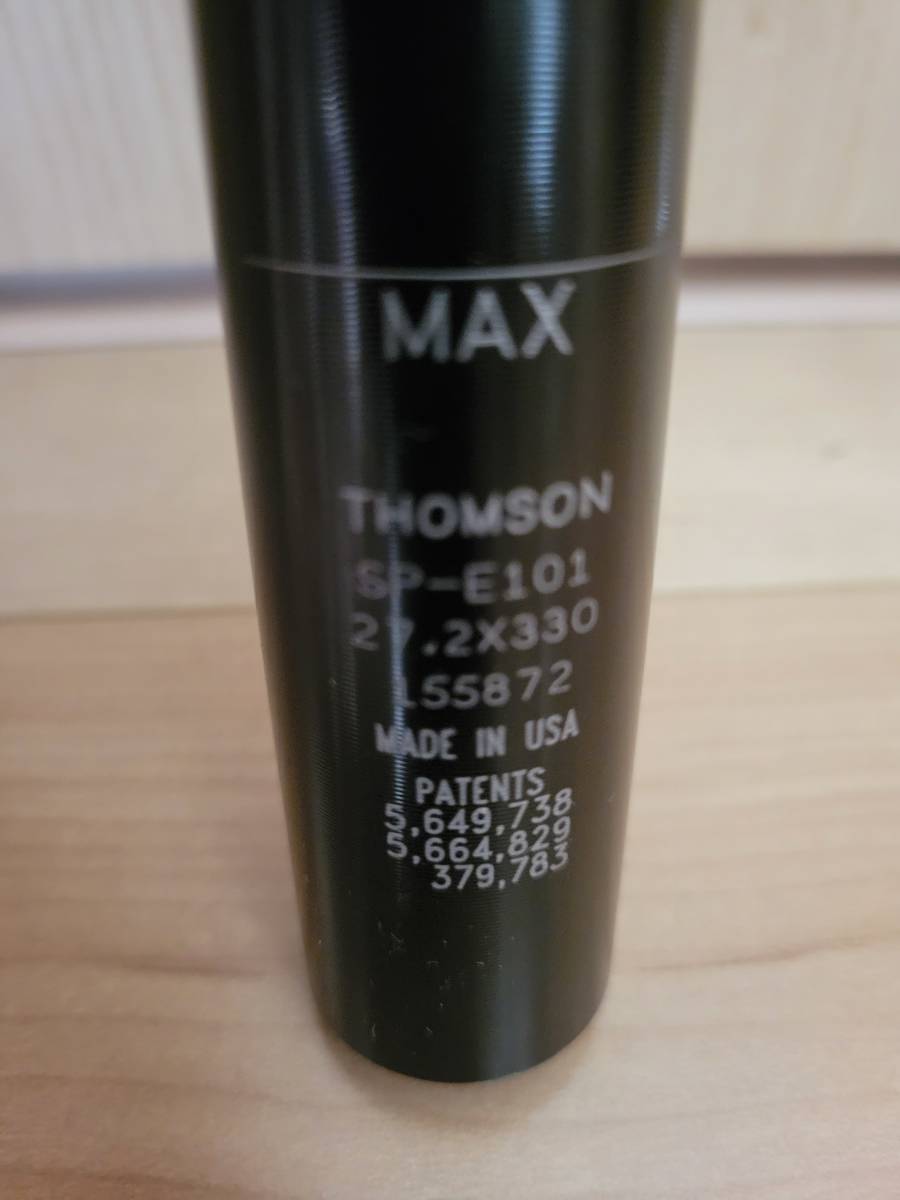 MAX
THOMSON
SP-E101
27.2X330
155872
MADE IN USA
PATENTS
5,649,738
5,664,829
379,783